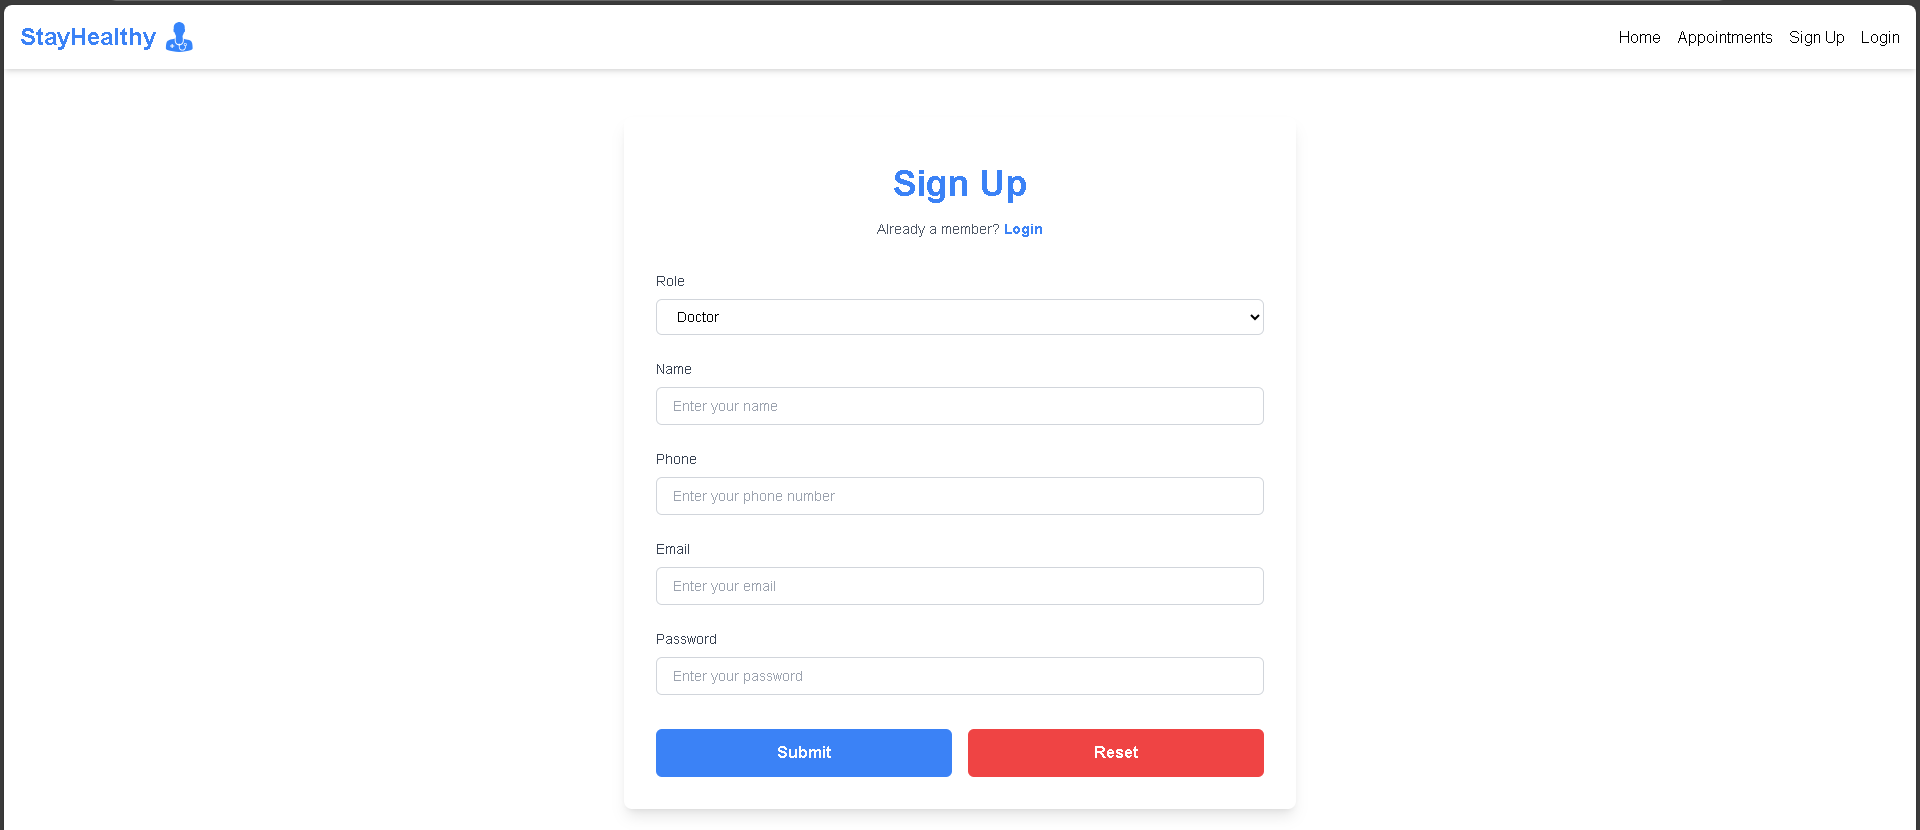 StayHealthy
Home Appointments Sign Up Login
Sign Up
Already a member? Login
Role
Doctor
Name
Enter your name
Phone
Enter your phone number
Email
Enter your email
Password
Enter your password
Submit Reset